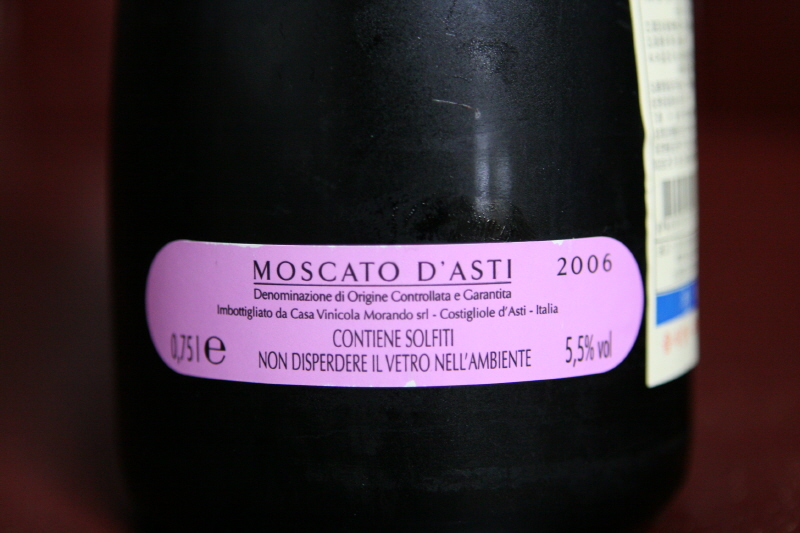 MOSCATO D'ASTI 2006
Denominazione di Origine Controllata e Garantita
Imbottigliato da Casa Vinicola Morando srl - Costigliole d'Asti - Italia
CONTIENE SOLFITI
0,75 l e NON DISPERDERE IL VETRO NELL'AMBIENTE 5,5% vol